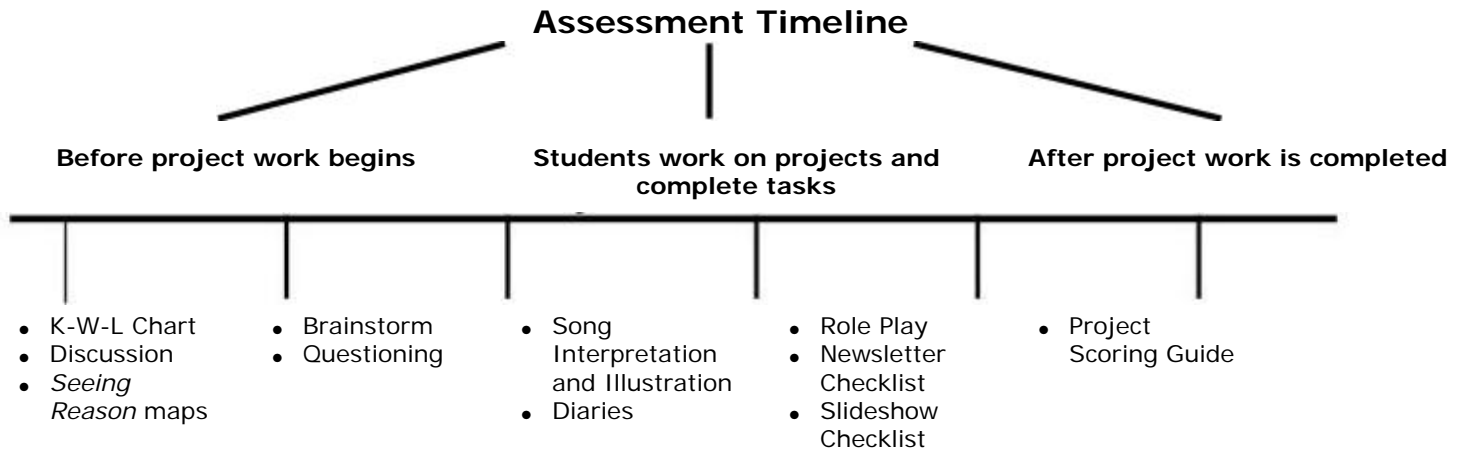 Assessment Timeline
Before project work begins
Students work on projects and
complete tasks
After project work is completed
• K-W-L Chart
• Discussion
• Seeing
Reason maps
• Brainstorm
• Questioning
• Song
Interpretation
and Illustration
• Diaries
• Role Play
• Newsletter
Checklist
• Slideshow
Checklist
• Project
Scoring Guide